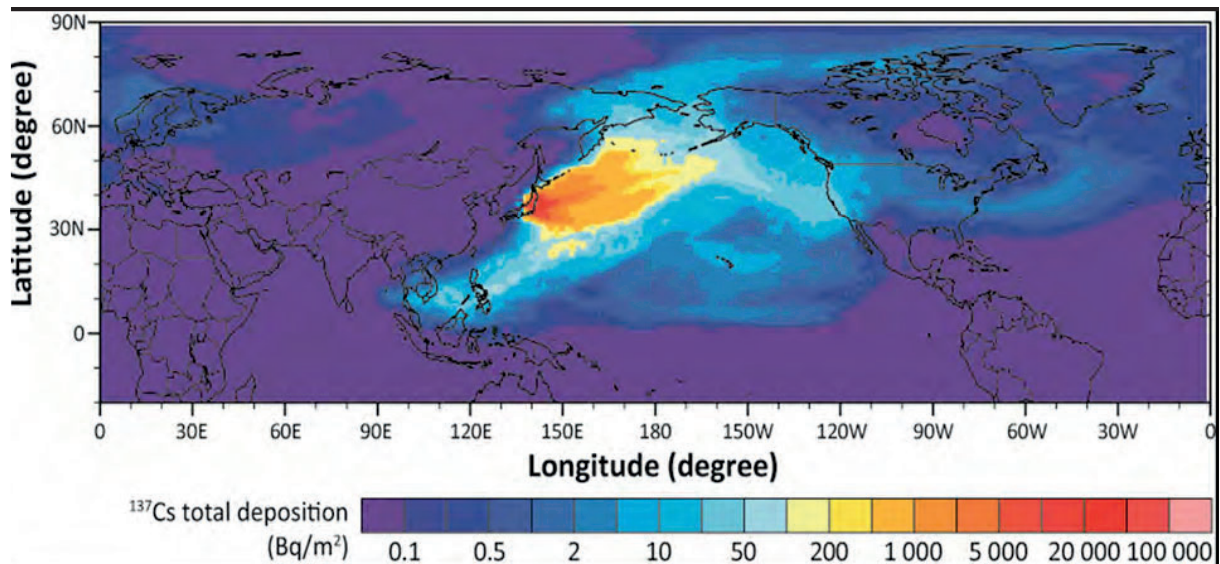 90N
60N
30N
0
Latitude (degree)
0 30E 60E 90E 120E 150E 180 150W 120W 90W 60W 30W 0
Longitude (degree)
¹³⁷Cs total deposition
(Bq/m²)
0.1 0.5 2 10 50 200 1 000 5 000 20 000 100 000